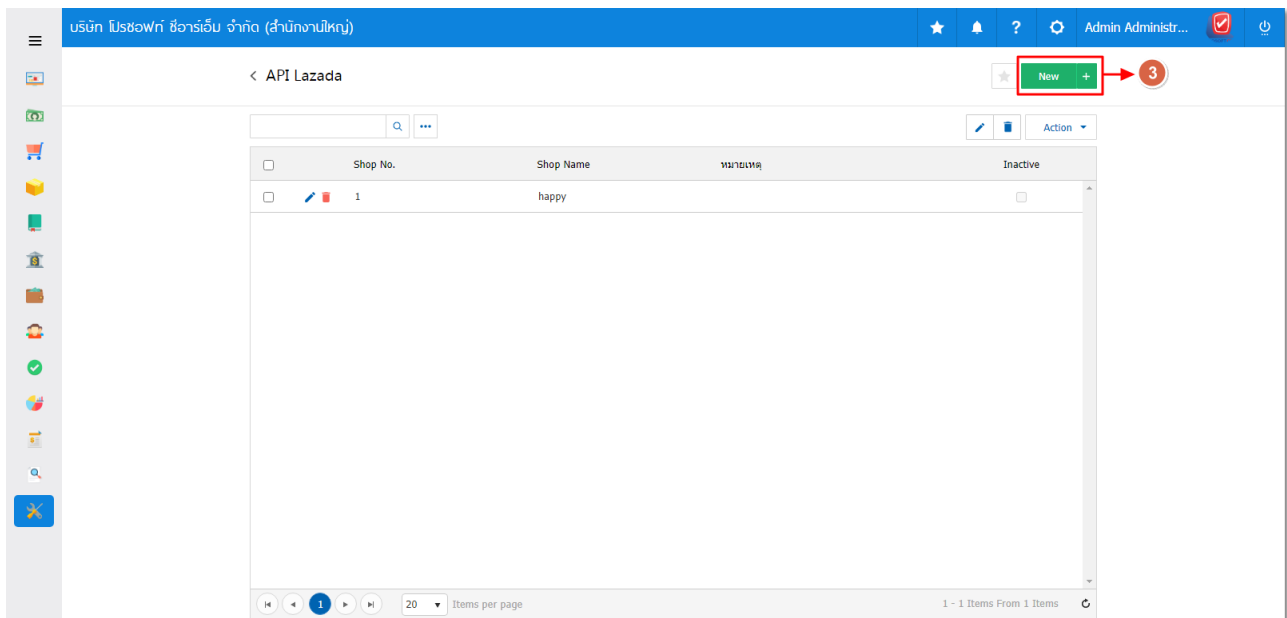 บริษัท โปรซอฟท์ ซีอาร์เอ็ม จำกัด (สำนักงานใหญ่)
? Admin Administr...
< API Lazada
New +
3
Action
Shop No. Shop Name หมายเหตุ Inactive
1 happy
1 20 Items per page 1 - 1 Items From 1 Items